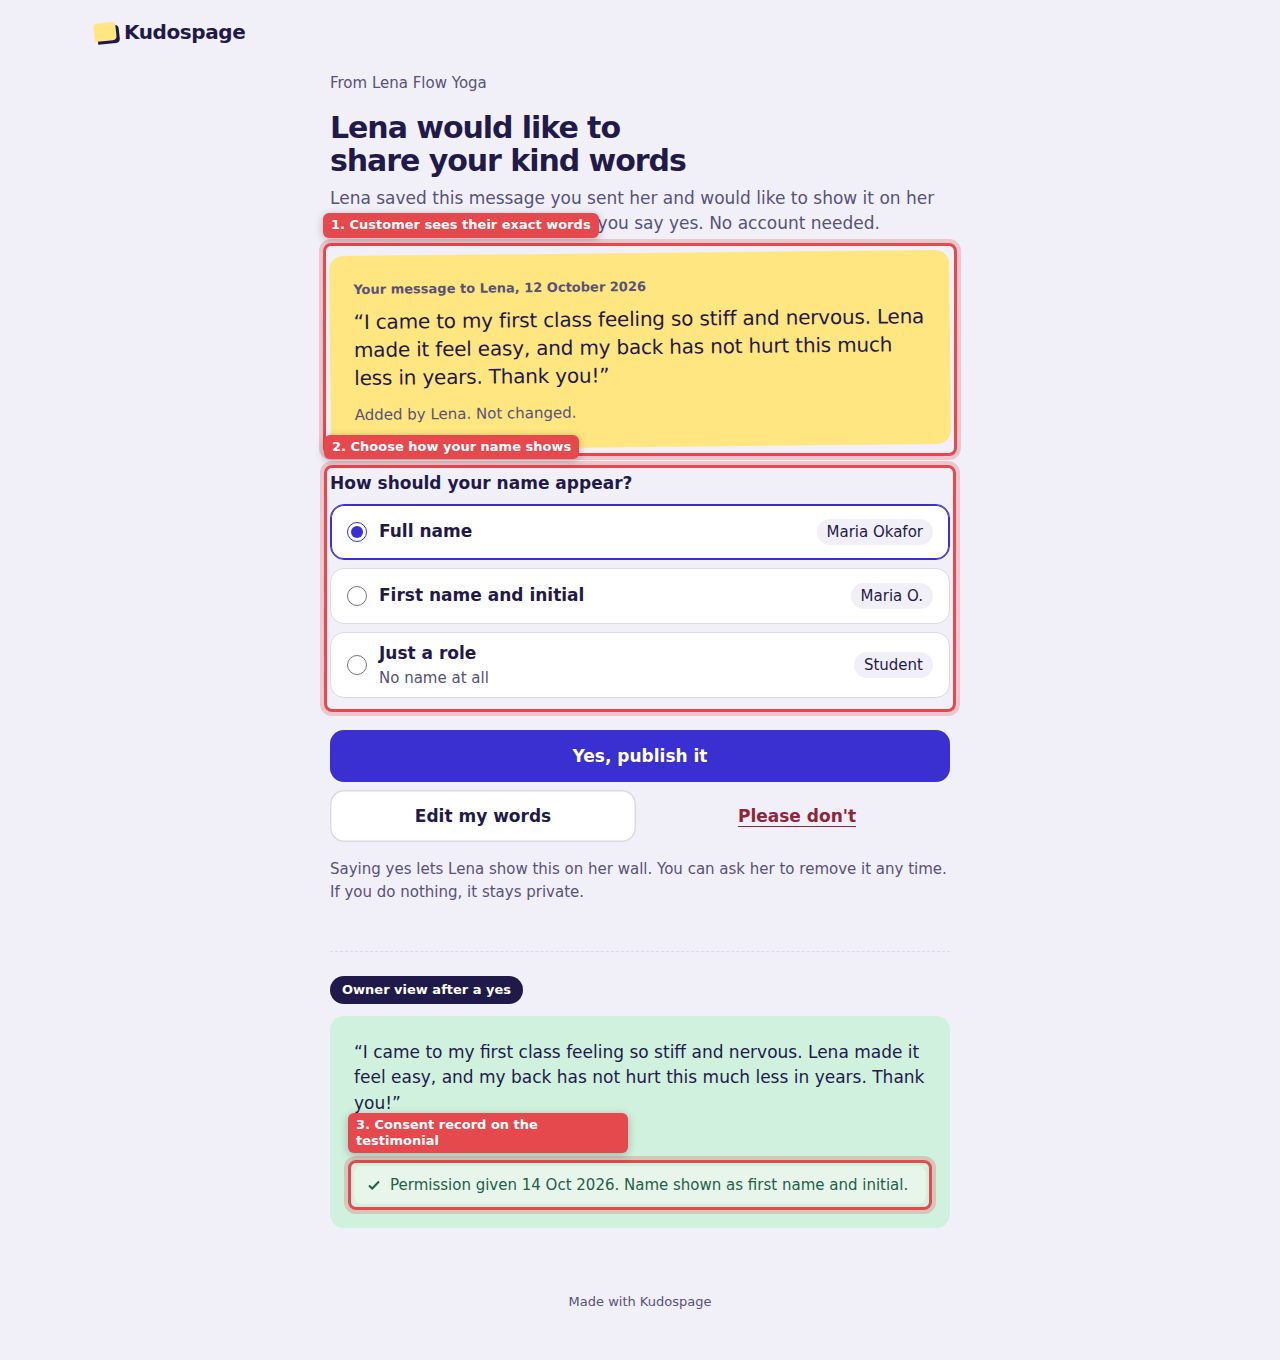 Kudospage
From Lena Flow Yoga
Lena would like to
share your kind words
Lena saved this message you sent her and would like to show it on her
1. Customer sees their exact words
you say yes. No account needed.
Your message to Lena, 12 October 2026
“I came to my first class feeling so stiff and nervous. Lena
made it feel easy, and my back has not hurt this much
less in years. Thank you!”
Added by Lena. Not changed.
2. Choose how your name shows
How should your name appear?
Full name Maria Okafor
First name and initial Maria O.
Just a role
No name at all
Student
Yes, publish it
Edit my words Please don't
Saying yes lets Lena show this on her wall. You can ask her to remove it any time.
If you do nothing, it stays private.
Owner view after a yes
“I came to my first class feeling so stiff and nervous. Lena made it
feel easy, and my back has not hurt this much less in years. Thank
you!”
3. Consent record on the
testimonial
Permission given 14 Oct 2026. Name shown as first name and initial.
Made with Kudospage